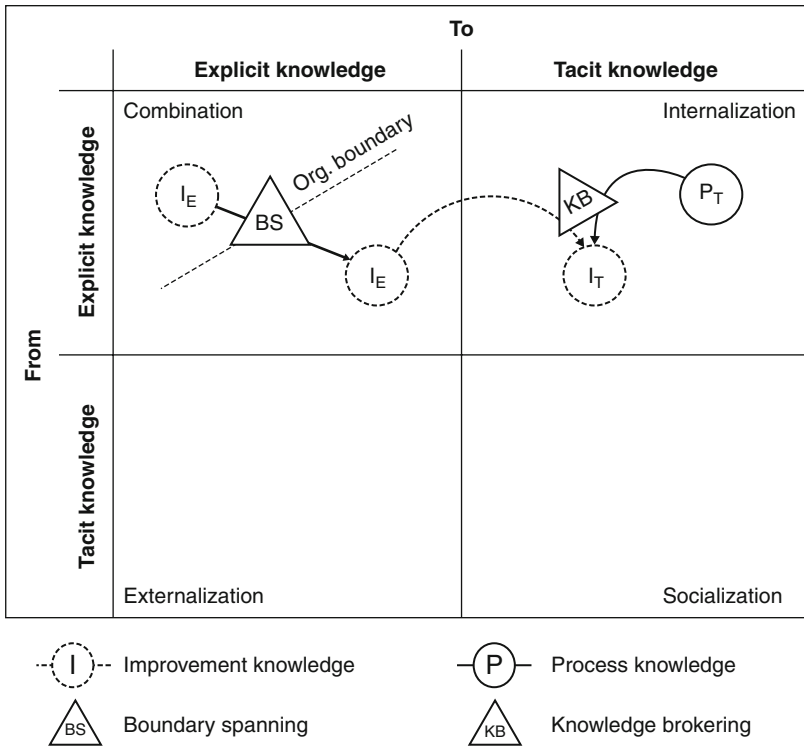 To
Explicit knowledge
Tacit knowledge
From
Explicit knowledge
Combination
Org. boundary
I_E
BS
I_E
Internalization
KB
P_T
I_T
Tacit knowledge
Externalization
Socialization
I
Improvement knowledge
P
Process knowledge
BS
Boundary spanning
KB
Knowledge brokering